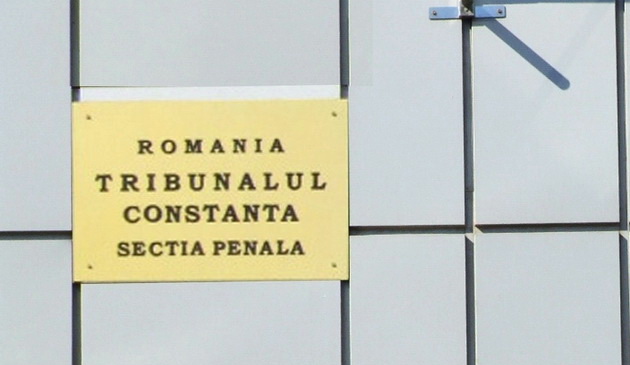 ROMANIA
TRIBUNALUL
CONSTANTA
SECTIA PENALA